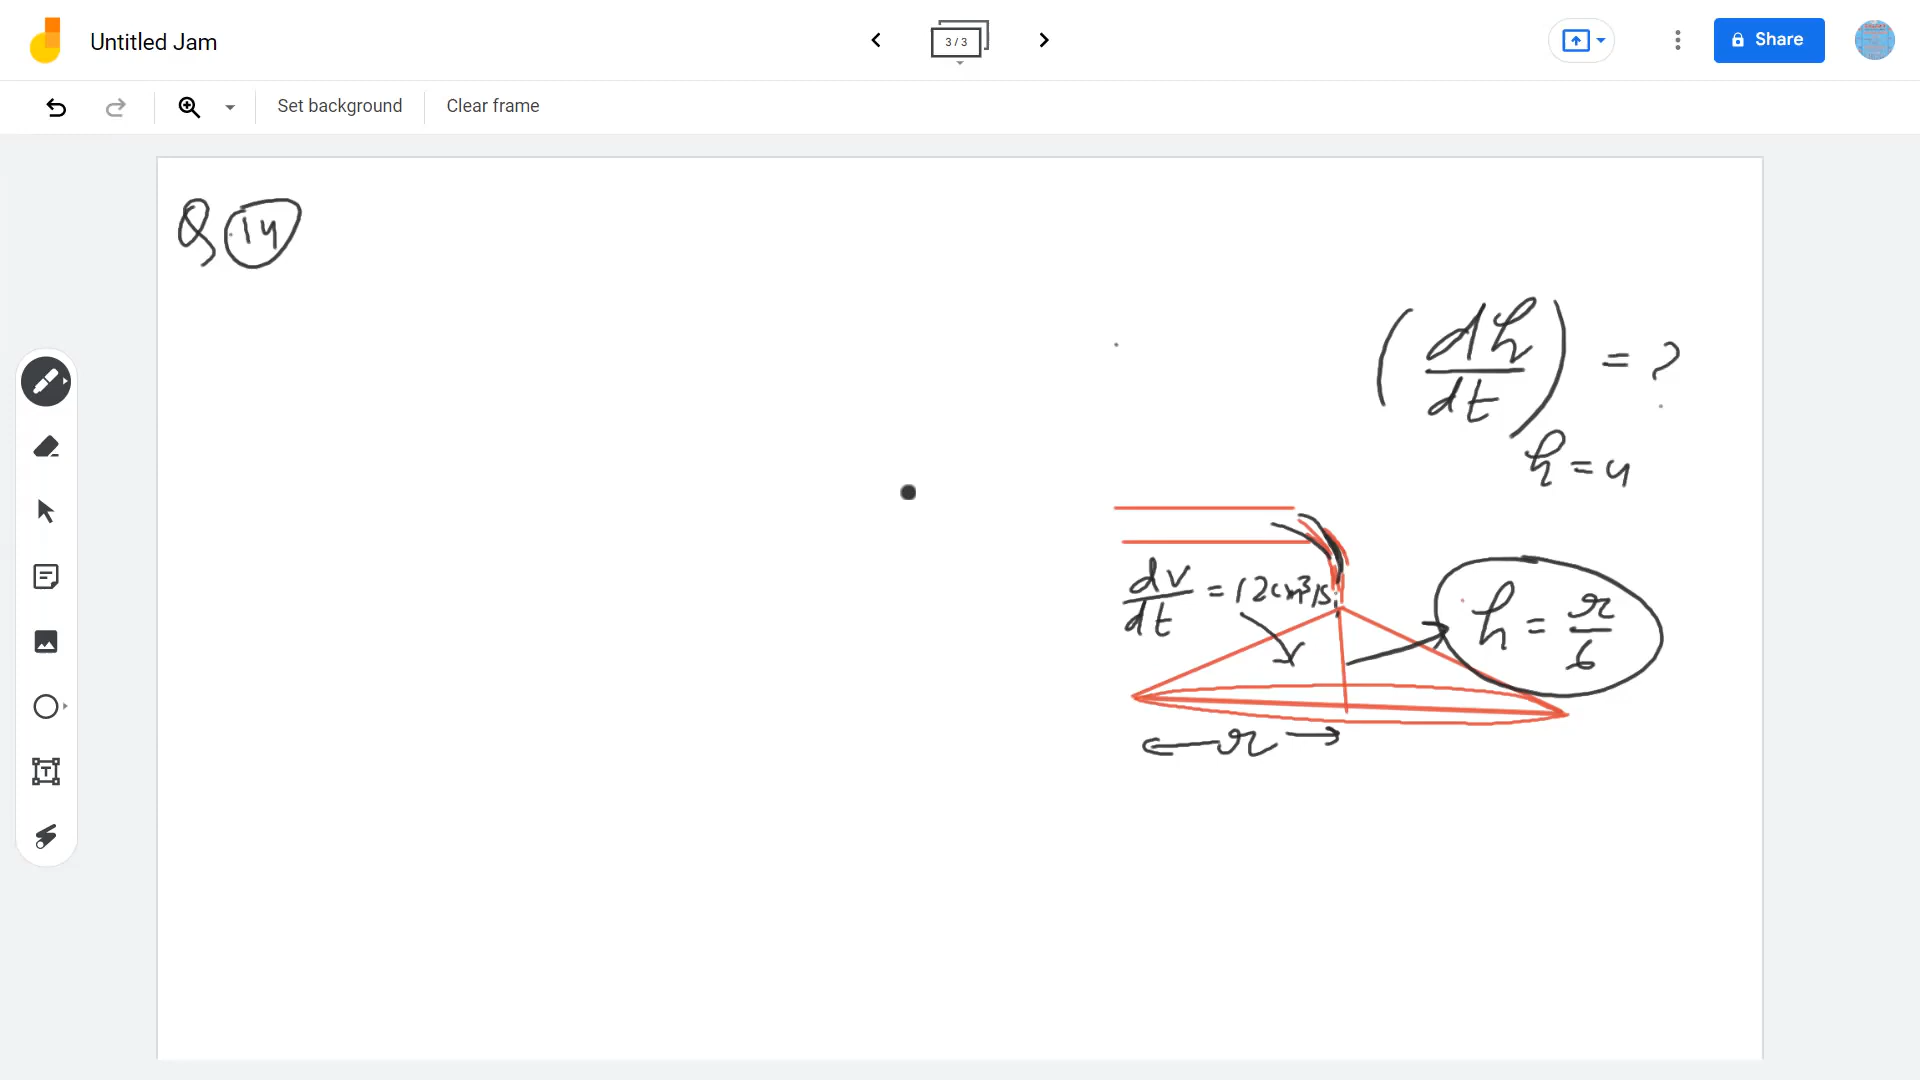 Untitled Jam
3 / 3
Share
Set background
Clear frame
Q 14
(dh/dt) = ?
h = 4
dv/dt = 12cm³/s
h = r/6
r